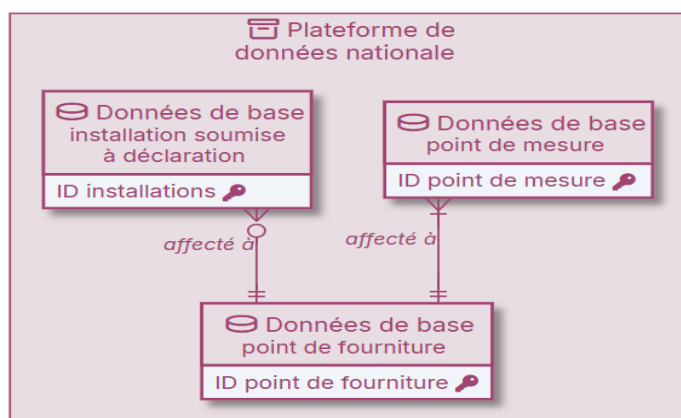 Plateforme de
données nationale
Données de base
installation soumise
à déclaration
ID installations
Données de base
point de mesure
ID point de mesure
affecté à
affecté à
Données de base
point de fourniture
ID point de fourniture